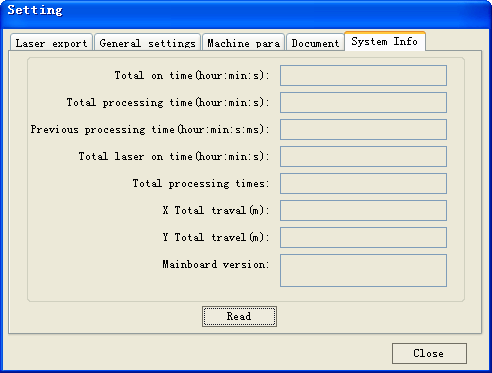 Setting
Laser export General settings Machine para Document System Info
Total on time(hour:min:s):
Total processing time(hour:min:s):
Previous processing time(hour:min:s:ms):
Total laser on time(hour:min:s):
Total processing times:
X Total traval(m):
Y Total travel(m):
Mainboard version:
Read
Close